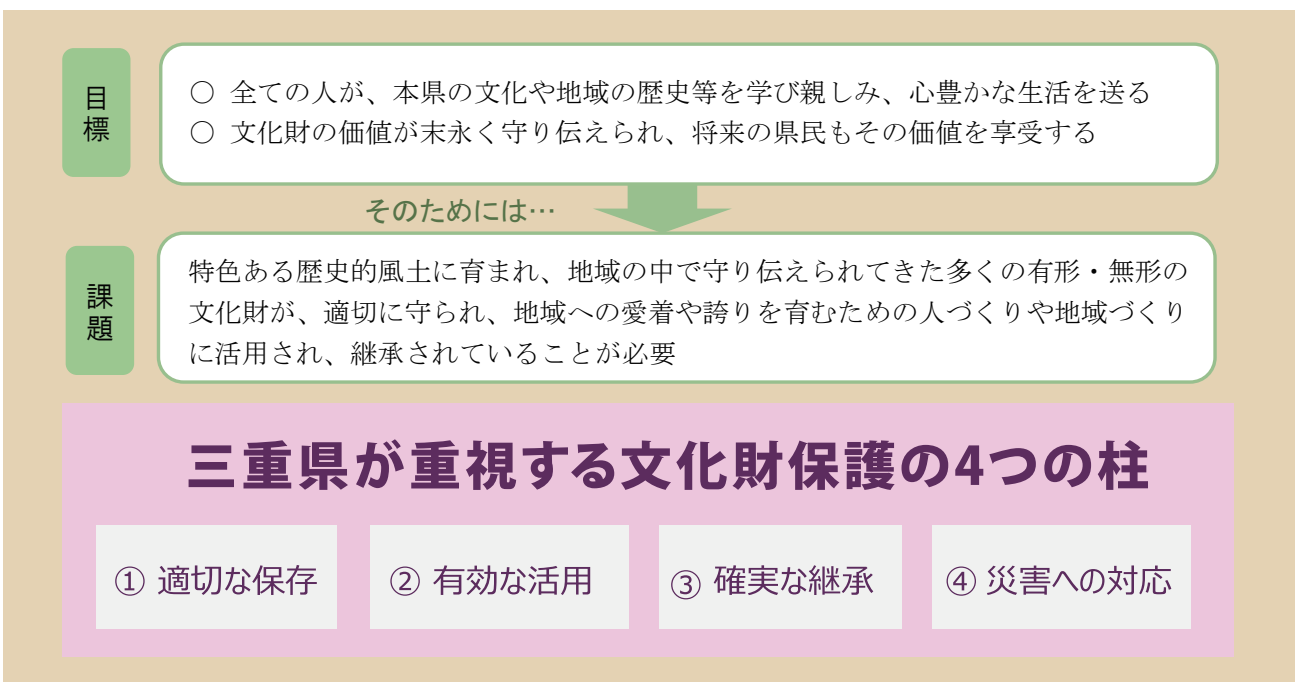 目標
○ 全ての人が、本県の文化や地域の歴史等を学び親しみ、心豊かな生活を送る
○ 文化財の価値が末永く守り伝えられ、将来の県民もその価値を享受する
そのためには…
課題
特色ある歴史的風土に育まれ、地域の中で守り伝えられてきた多くの有形・無形の
文化財が、適切に守られ、地域への愛着や誇りを育むための人づくりや地域づくり
に活用され、継承されていることが必要
三重県が重視する文化財保護の4つの柱
① 適切な保存
② 有効な活用
③ 確実な継承
④ 災害への対応